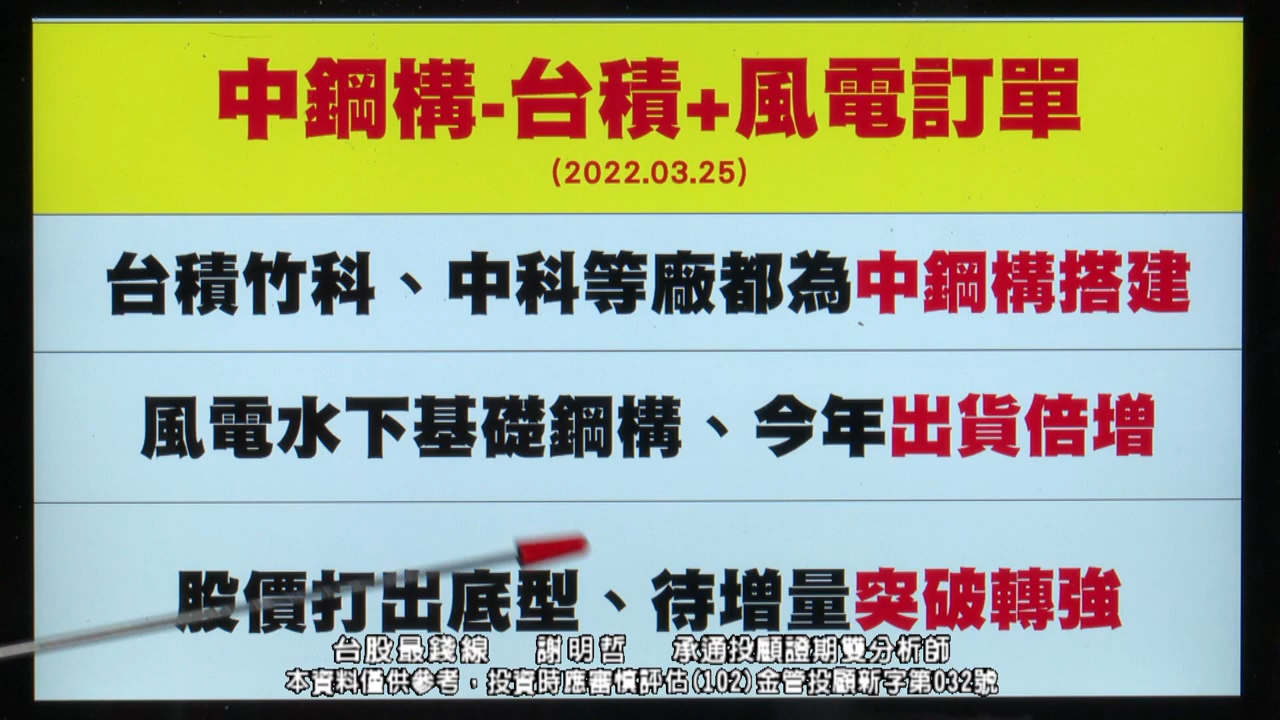 中鋼構-台積+風電訂單
(2022.03.25)
台積竹科、中科等廠都為中鋼構搭建
風電水下基礎鋼構、今年出貨倍增
股價打出底型、待增量突破轉強
台股最錢線 謝明哲 承通投顧證期雙分析師
本資料僅供參考，投資時應審慎評估(102)金管投顧新字第032號